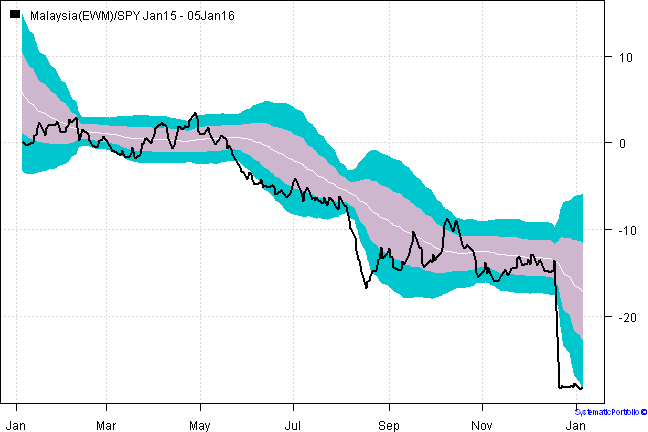 Malaysia(EWM)/SPY Jan15 - 05Jan16
10
0
-10
-20
Jan Mar May Jul Sep Nov Jan
SystematicPortfolio ©